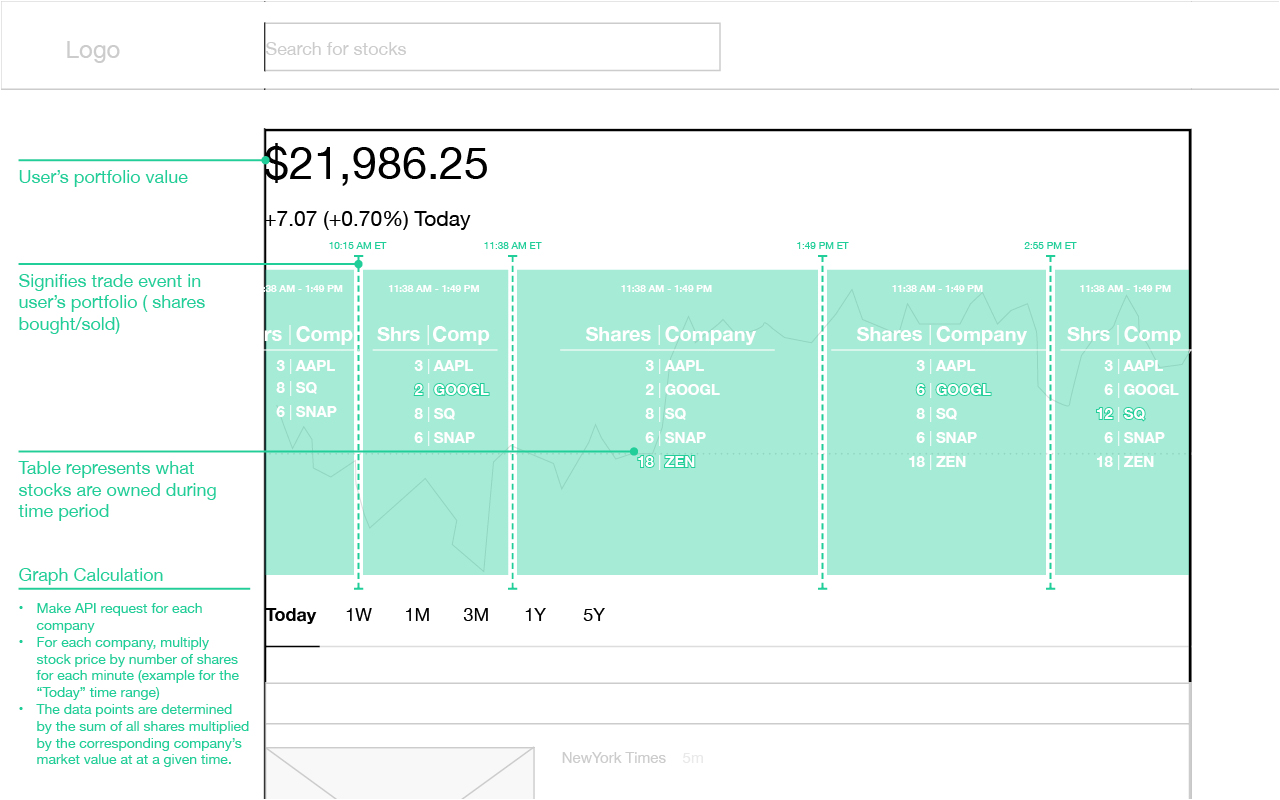 Logo
Search for stocks
$21,986.25
User's portfolio value
+7.07 (+0.70%) Today
10:15 AM ET
11:38 AM ET
1:49 PM ET
2:55 PM ET
Signifies trade event in
user's portfolio ( shares
bought/sold)
:38 AM - 1:49 PM
rs | Comp
3 | AAPL
8 | SQ
6 | SNAP
11:38 AM - 1:49 PM
Shrs | Comp
3 | AAPL
2 | GOOGL
8 | SQ
6 | SNAP
11:38 AM - 1:49 PM
Shares | Company
3 | AAPL
2 | GOOGL
8 | SQ
6 | SNAP
18 | ZEN
11:38 AM - 1:49 PM
Shares | Company
3 | AAPL
6 | GOOGL
8 | SQ
6 | SNAP
18 | ZEN
11:38 AM - 1:49 PM
Shrs | Comp
3 | AAPL
6 | GOOGL
12 | SQ
6 | SNAP
18 | ZEN
Table represents what
stocks are owned during
time period
Graph Calculation
• Make API request for each
company
• For each company, multiply
stock price by number of shares
for each minute (example for the
“Today” time range)
• The data points are determined
by the sum of all shares multiplied
by the corresponding company's
market value at at a given time.
Today 1W 1M 3M 1Y 5Y
NewYork Times 5m